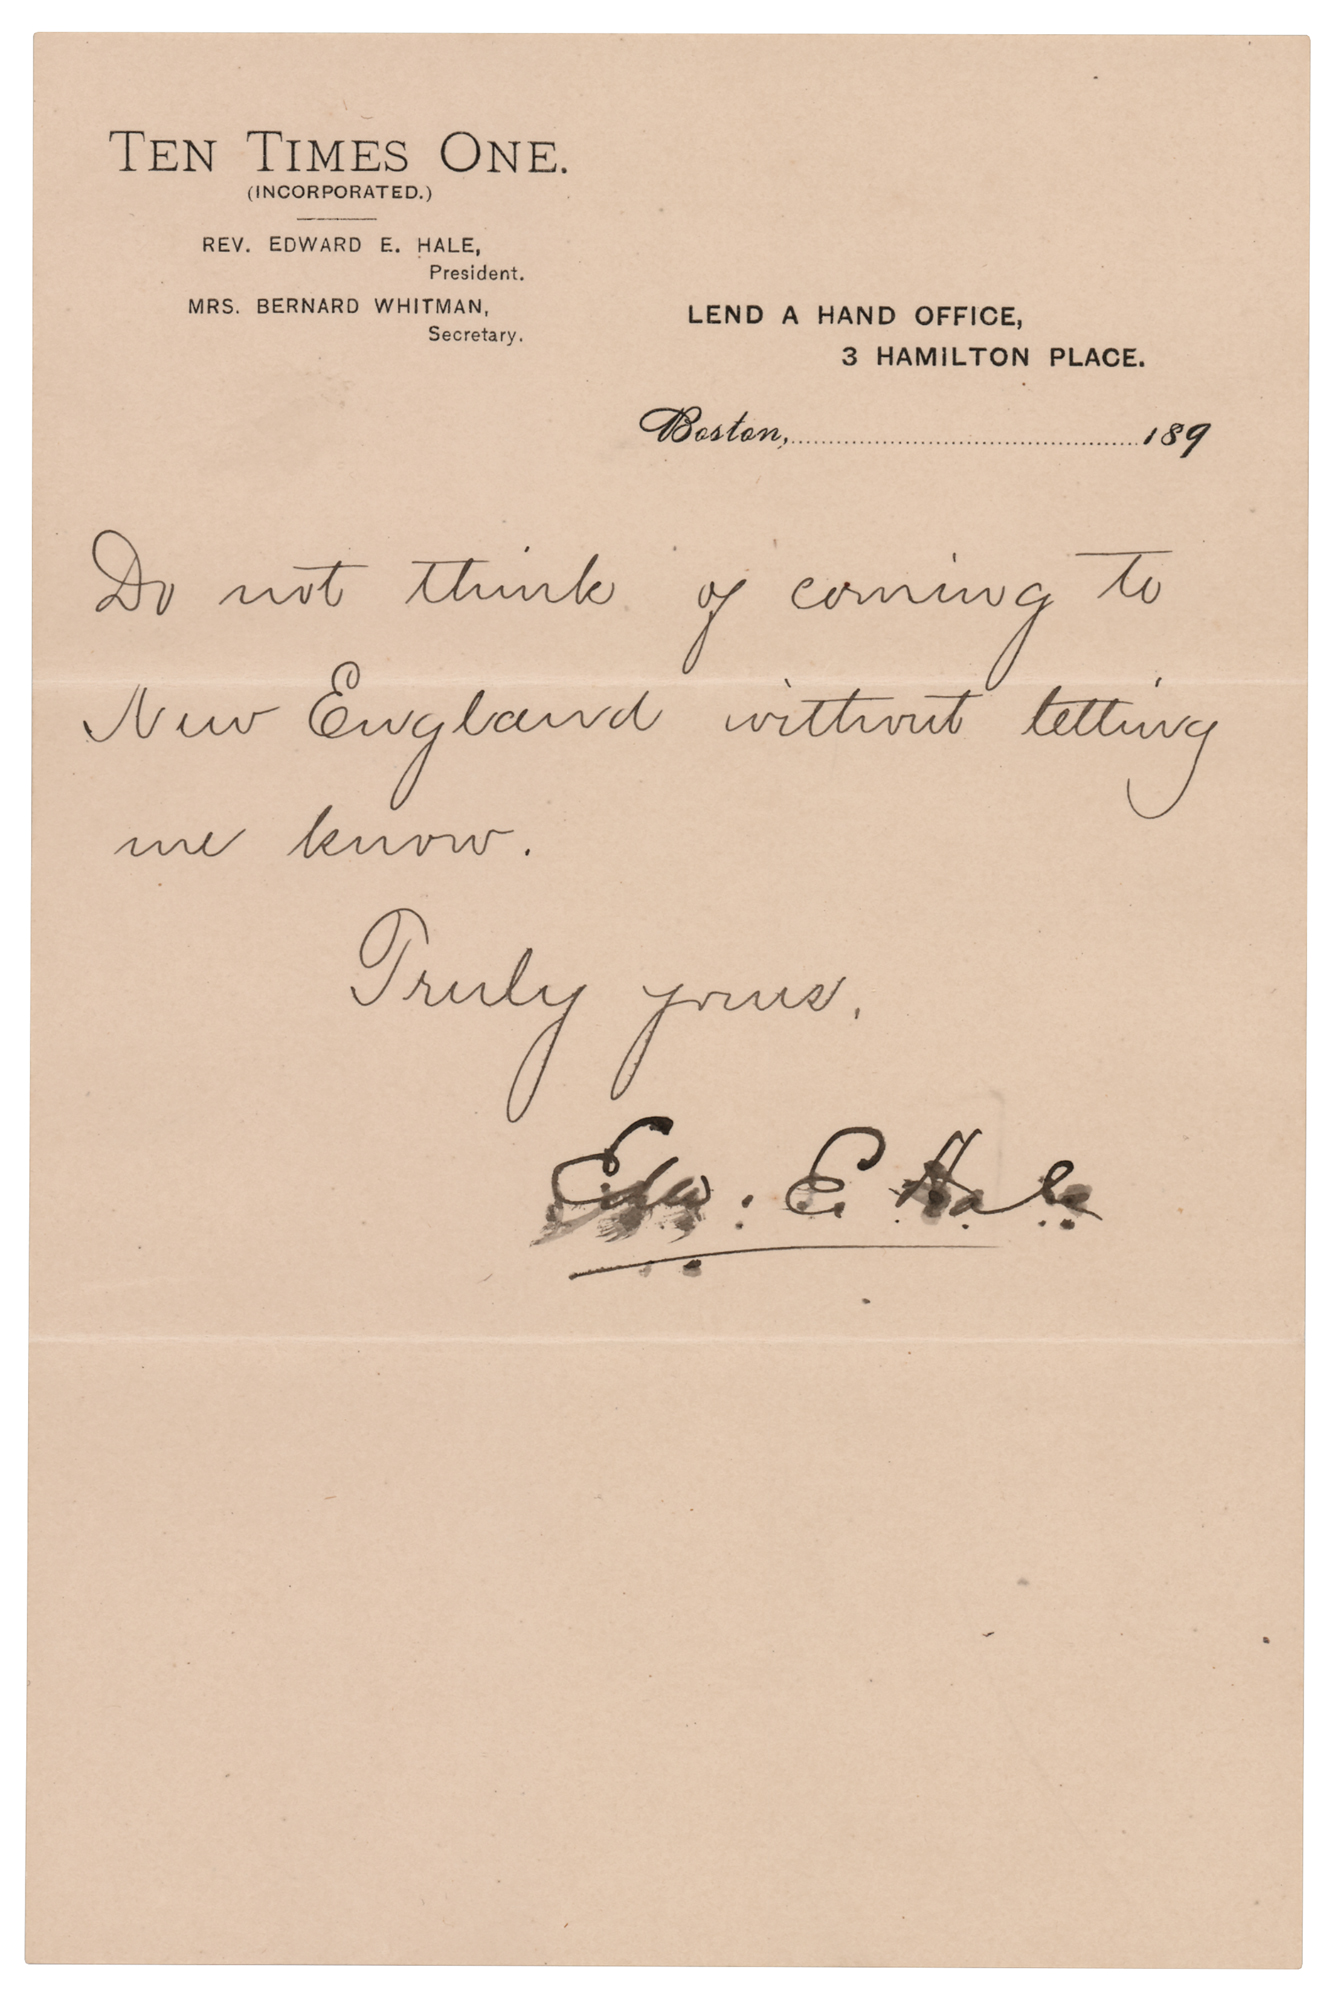 TEN TIMES ONE.
(INCORPORATED.)
REV. EDWARD E. HALE,
President.
MRS. BERNARD WHITMAN,
Secretary.
LEND A HAND OFFICE,
3 HAMILTON PLACE.
Boston, 189
Do not think of coming to
New England without letting
me know.
Truly yours,
Edw: E. Hale